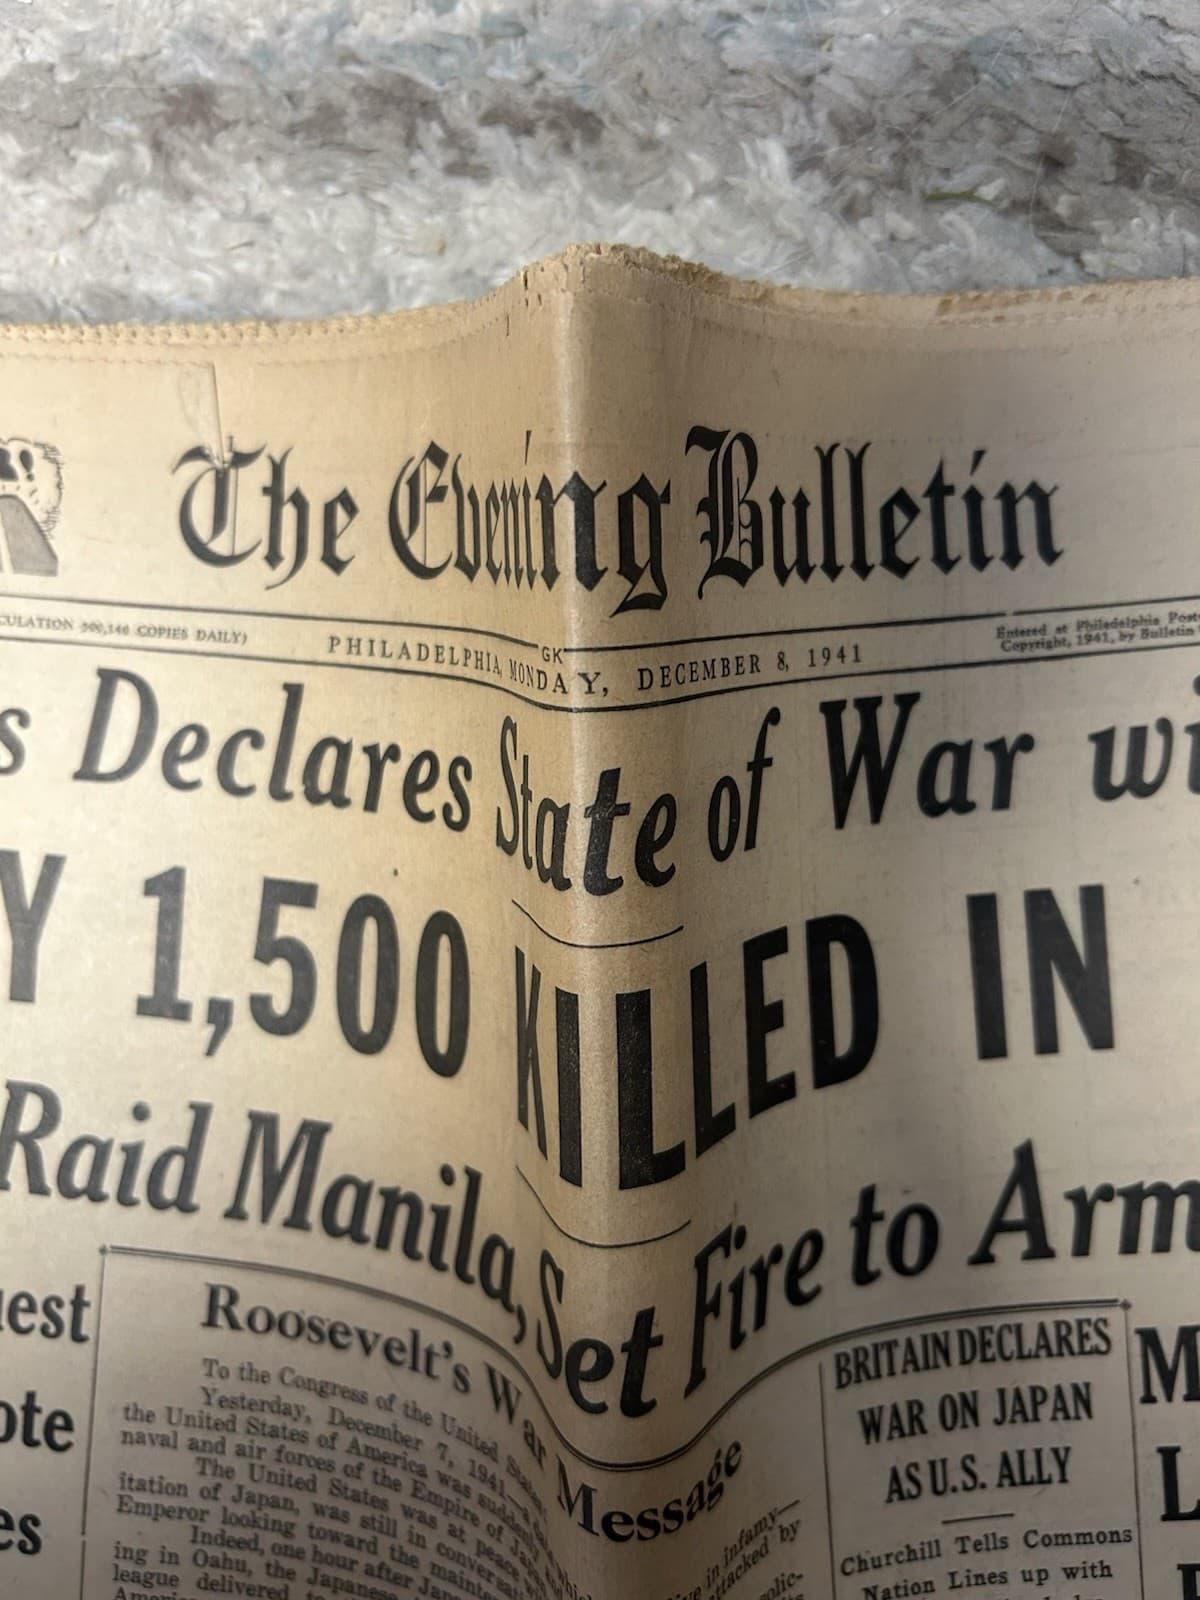 The Evening Bulletin
CULATION 500,146 COPIES DAILY)
PHILADELPHIA, MONDAY, DECEMBER 8, 1941
GK
Entered at Philadelphia
Copyright, 1941, by Bulletin
s Declares State of War wi
Y 1,500 KILLED IN
Raid Manila, Set Fire to Arm
uest
ote
es
Roosevelt's War Message
To the Congress of the United States:
Yesterday, December 7, 1941—a
the United States of America was suddenly
naval and air forces of the Empire of
The United States was at peace
itation of Japan, was still in
Emperor looking toward the
Indeed, one hour after
ing in Oahu, the Japanese
league delivered
in infamy—
attacked by
BRITAIN DECLARES
WAR ON JAPAN
AS U.S. ALLY
Churchill Tells Commons
Nation Lines up with
M
L